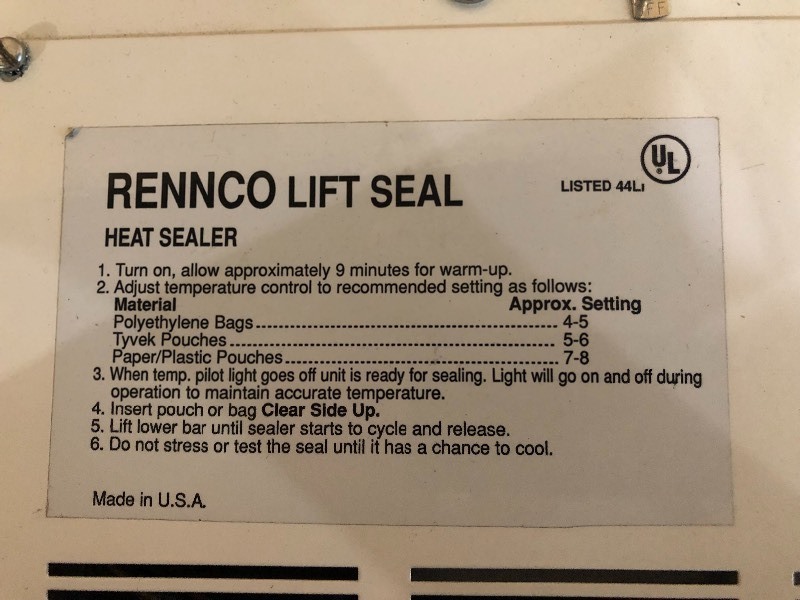 FF
UL
RENNCO LIFT SEAL
LISTED 44LI
HEAT SEALER
1. Turn on, allow approximately 9 minutes for warm-up.
2. Adjust temperature control to recommended setting as follows:
Material Approx. Setting
Polyethylene Bags.................................................... 4-5
Tyvek Pouches........................................................ 5-6
Paper/Plastic Pouches............................................. 7-8
3. When temp. pilot light goes off unit is ready for sealing. Light will go on and off during
operation to maintain accurate temperature.
4. Insert pouch or bag Clear Side Up.
5. Lift lower bar until sealer starts to cycle and release.
6. Do not stress or test the seal until it has a chance to cool.
Made in U.S.A.